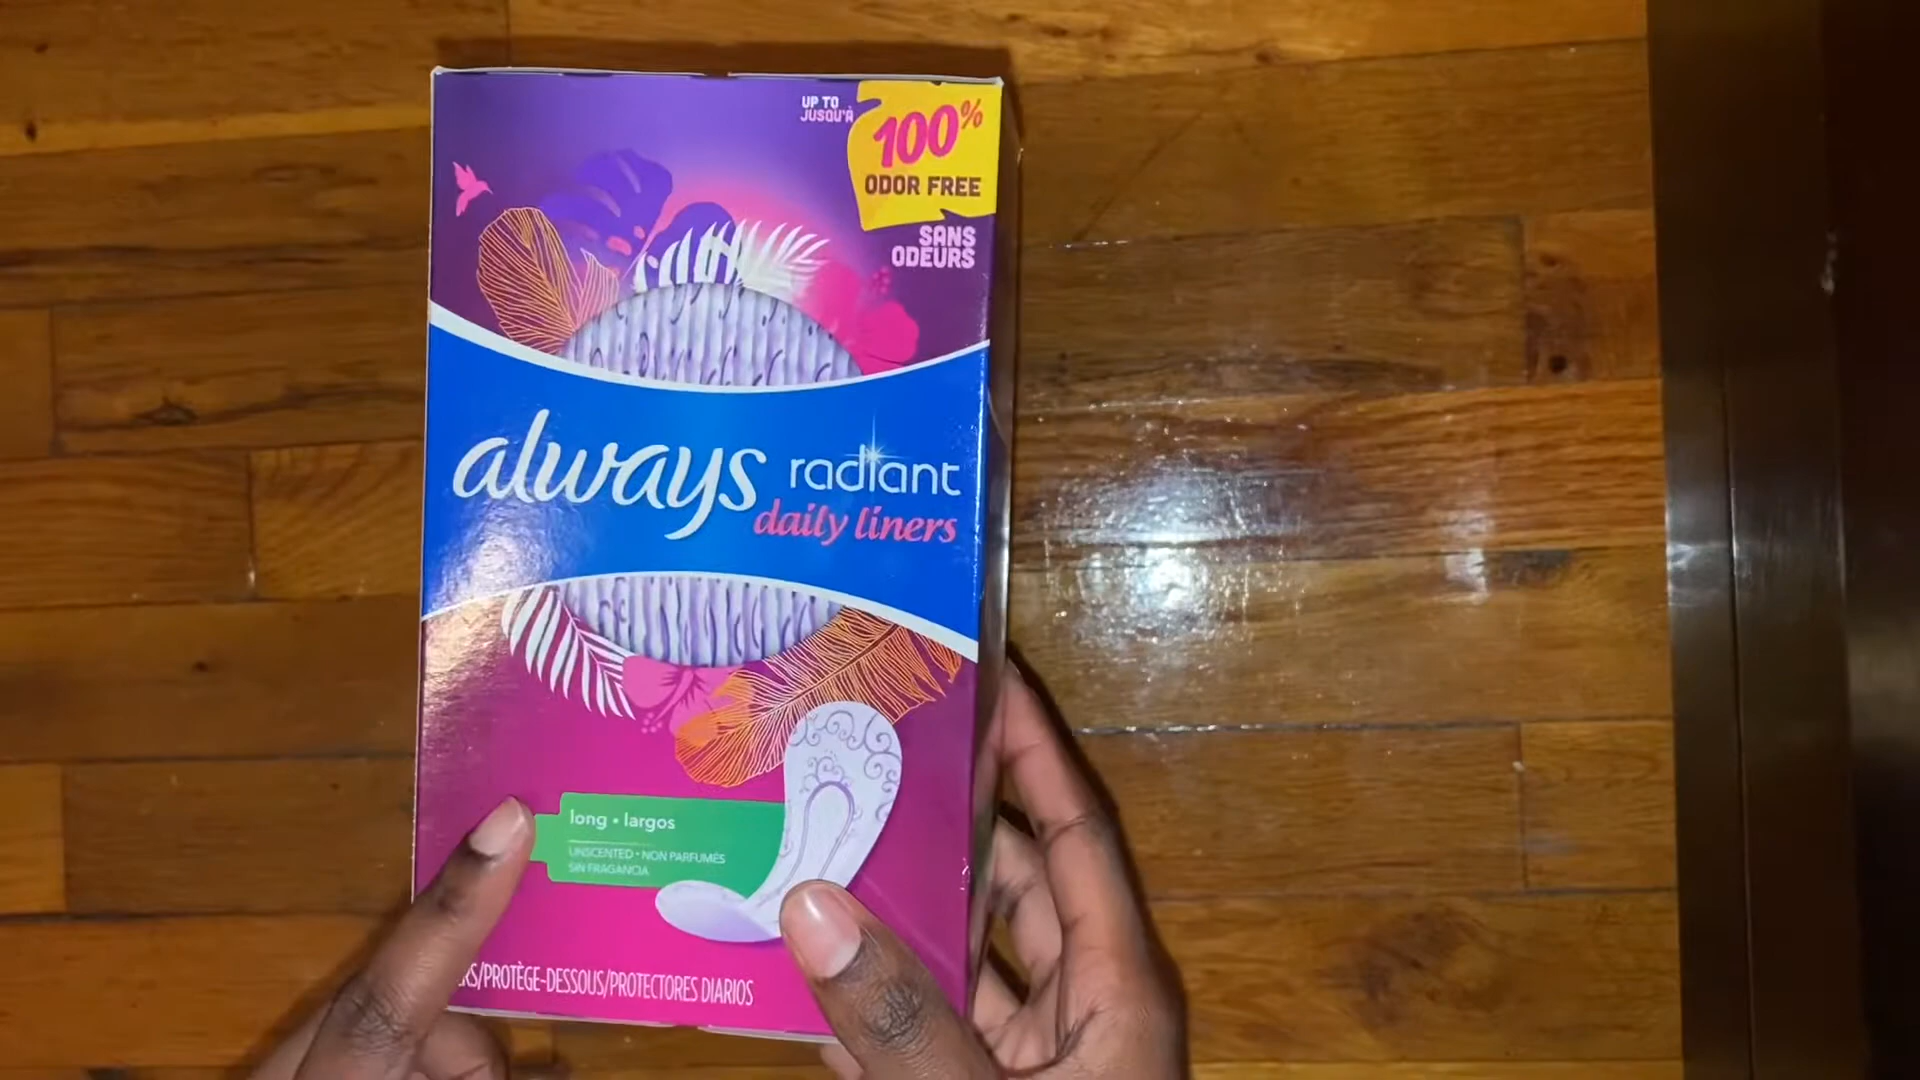 UP TO
JUSQU'À
100%
ODOR FREE
SANS
ODEURS
always radiant
daily liners
long • largos
UNSCENTED • NON PARFUMÉS
SIN FRAGANCIA
/PROTÈGE-DESSOUS/PROTECTORES DIARIOS